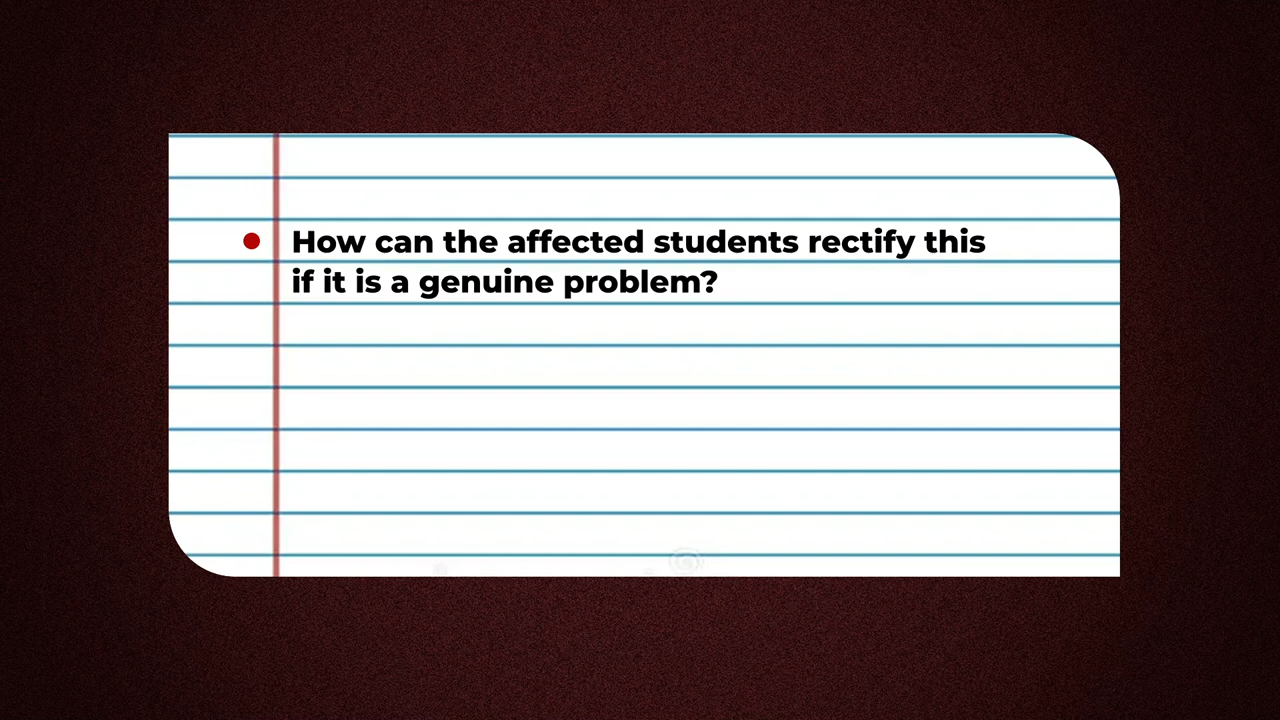 How can the affected students rectify this
if it is a genuine problem?